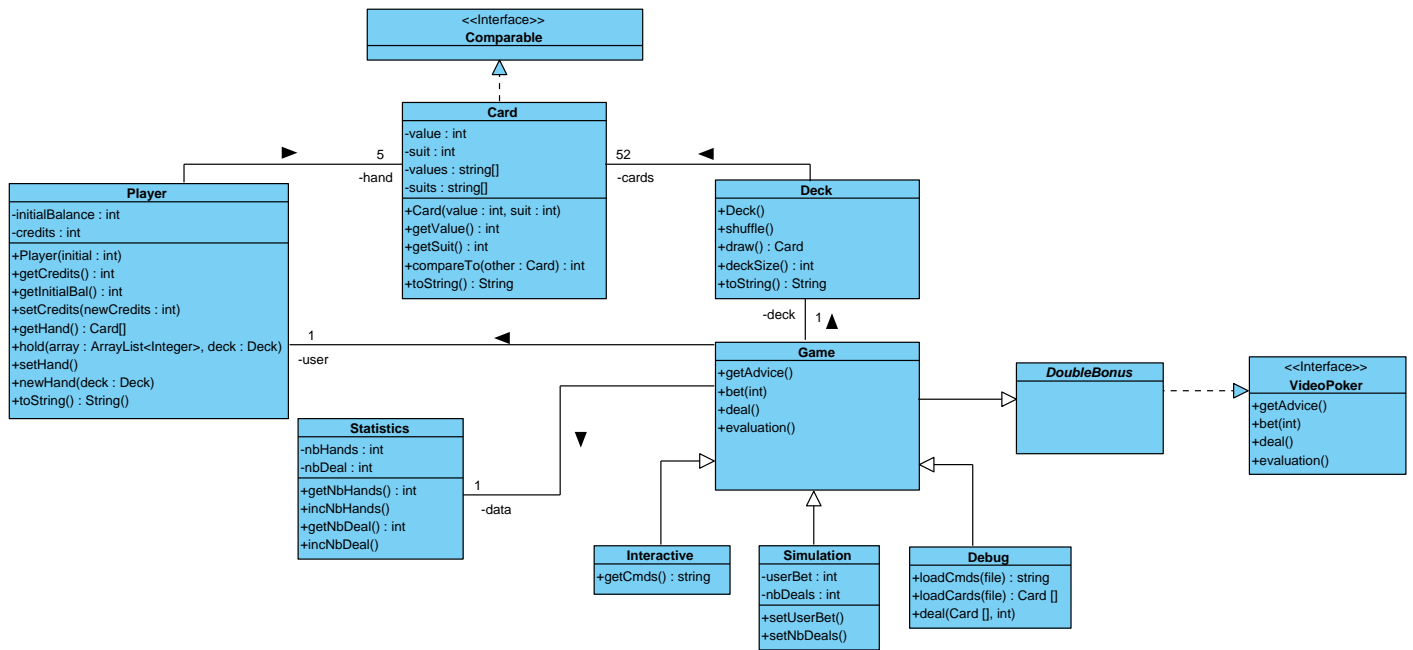 <<Interface>>
Comparable
Card
-value : int
-suit : int
-values : string[]
-suits : string[]
+Card(value : int, suit : int)
+getValue() : int
+getSuit() : int
+compareTo(other : Card) : int
+toString() : String
5
-hand
52
-cards
Player
-initialBalance : int
-credits : int
+Player(initial : int)
+getCredits() : int
+getInitialBal() : int
+setCredits(newCredits : int)
+getHand() : Card[]
+hold(array : ArrayList<Integer>, deck : Deck)
+setHand()
+newHand(deck : Deck)
+toString() : String()
Deck
+Deck()
+shuffle()
+draw() : Card
+deckSize() : int
+toString() : String
-deck
1
1
-user
Game
+getAdvice()
+bet(int)
+deal()
+evaluation()
DoubleBonus
<<Interface>>
VideoPoker
+getAdvice()
+bet(int)
+deal()
+evaluation()
Statistics
-nbHands : int
-nbDeal : int
+getNbHands() : int
+incNbHands()
+getNbDeal() : int
+incNbDeal()
1
-data
Interactive
+getCmds() : string
Simulation
-userBet : int
-nbDeals : int
+setUserBet()
+setNbDeals()
Debug
+loadCmds(file) : string
+loadCards(file) : Card []
+deal(Card [], int)